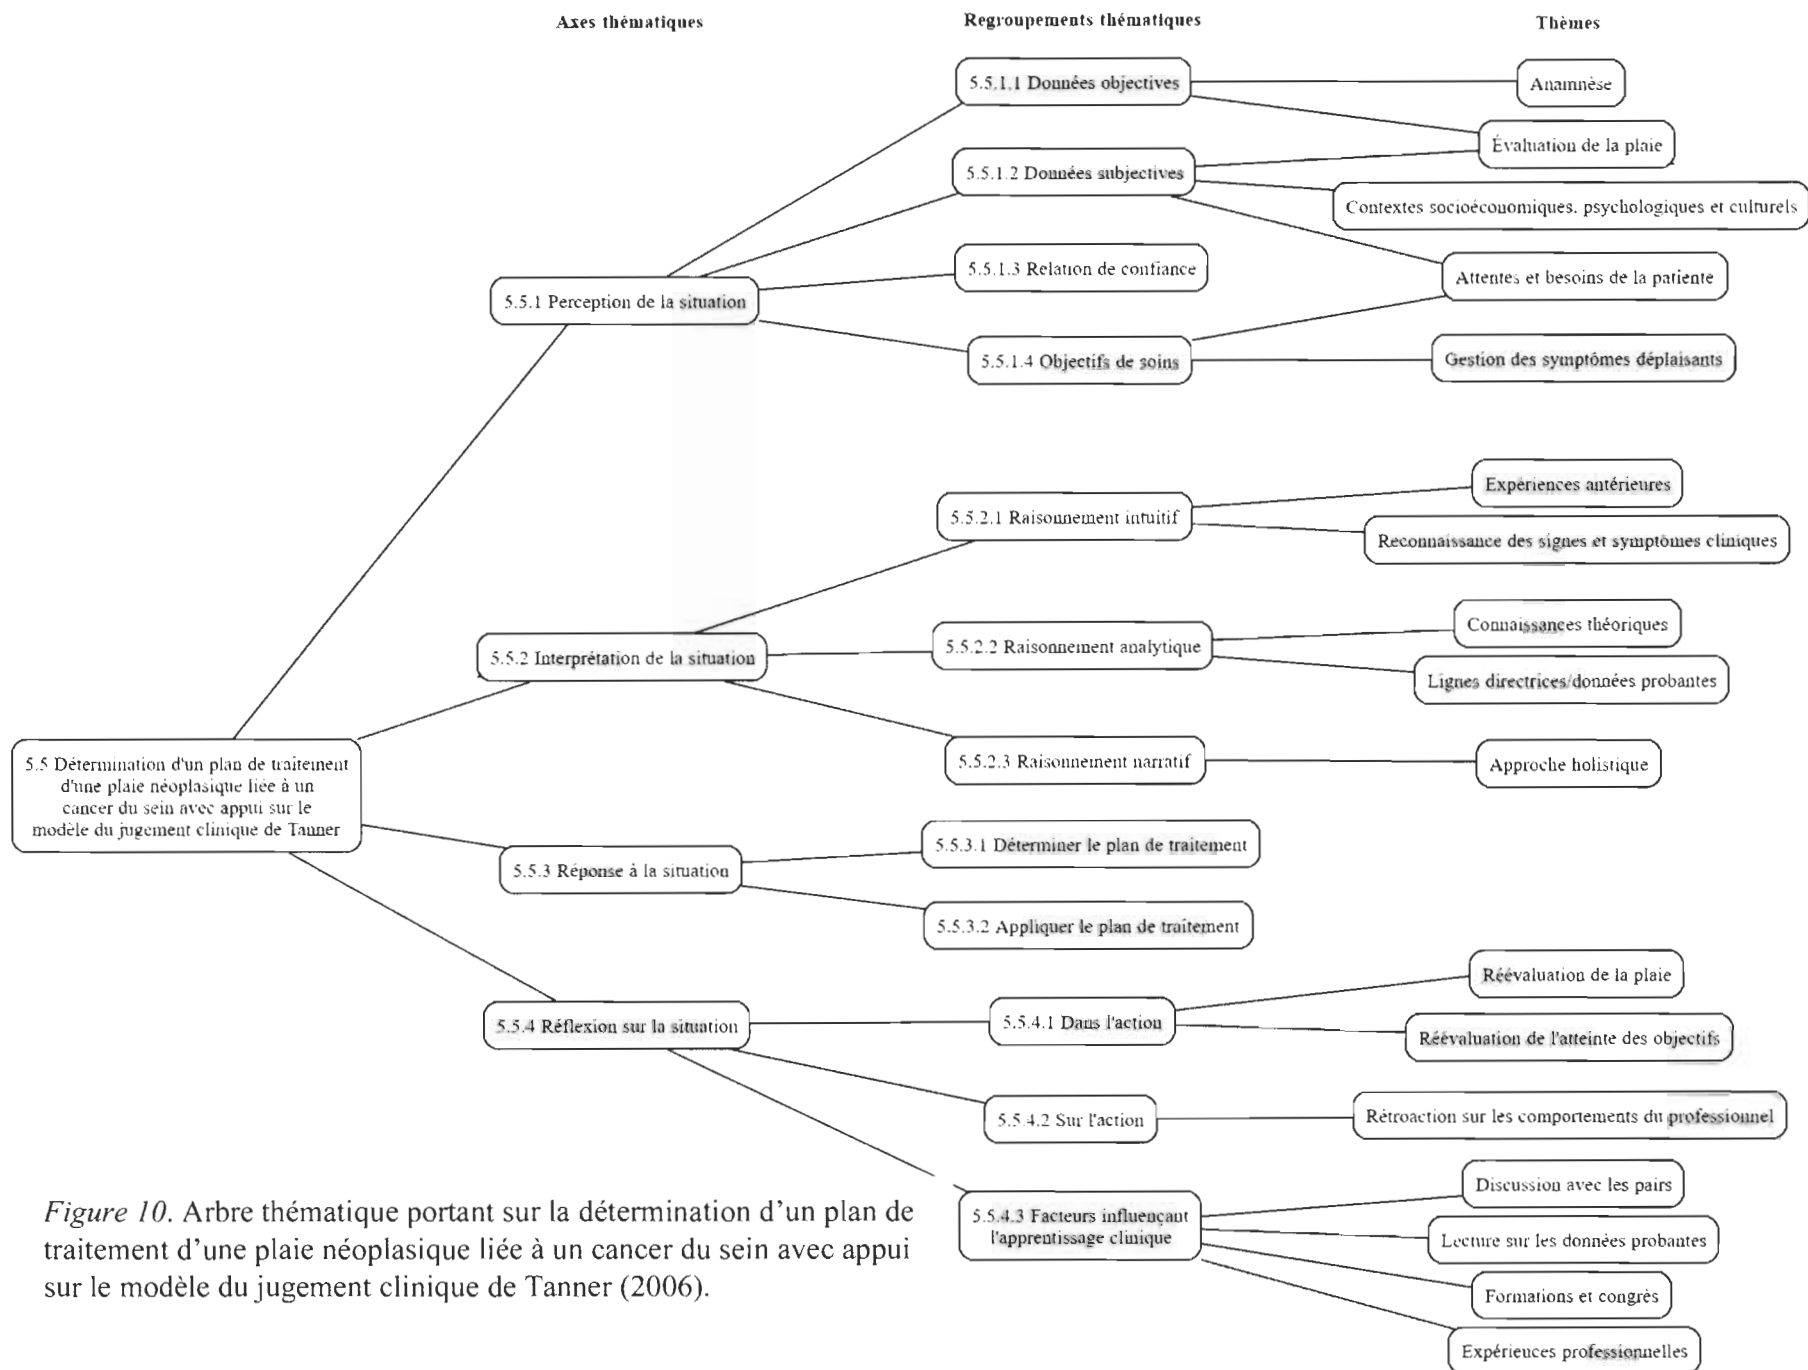 Axes thématiques
Regroupements thématiques
Thèmes
5.5.1.1 Données objectives
Anamnèse
Évaluation de la plaie
5.5.1.2 Données subjectives
Contextes socioéconomiques, psychologiques et culturels
5.5.1.3 Relation de confiance
Attentes et besoins de la patiente
5.5.1 Perception de la situation
5.5.1.4 Objectifs de soins
Gestion des symptômes déplaisants
Expériences antérieures
5.5.2.1 Raisonnement intuitif
Reconnaissance des signes et symptômes cliniques
Connaissances théoriques
5.5.2 Interprétation de la situation
5.5.2.2 Raisonnement analytique
Lignes directrices/données probantes
5.5.2.3 Raisonnement narratif
Approche holistique
5.5 Détermination d'un plan de traitement
d'une plaie néoplasique liée à un
cancer du sein avec appui sur le
modèle du jugement clinique de Tanner
5.5.3.1 Déterminer le plan de traitement
5.5.3 Réponse à la situation
5.5.3.2 Appliquer le plan de traitement
Réévaluation de la plaie
5.5.4 Réflexion sur la situation
5.5.4.1 Dans l'action
Réévaluation de l'atteinte des objectifs
5.5.4.2 Sur l'action
Rétroaction sur les comportements du professionnel
Discussion avec les pairs
5.5.4.3 Facteurs influençant
l'apprentissage clinique
Lecture sur les données probantes
Formations et congrès
Expériences professionnelles
Figure 10. Arbre thématique portant sur la détermination d'un plan de
traitement d'une plaie néoplasique liée à un cancer du sein avec appui
sur le modèle du jugement clinique de Tanner (2006).